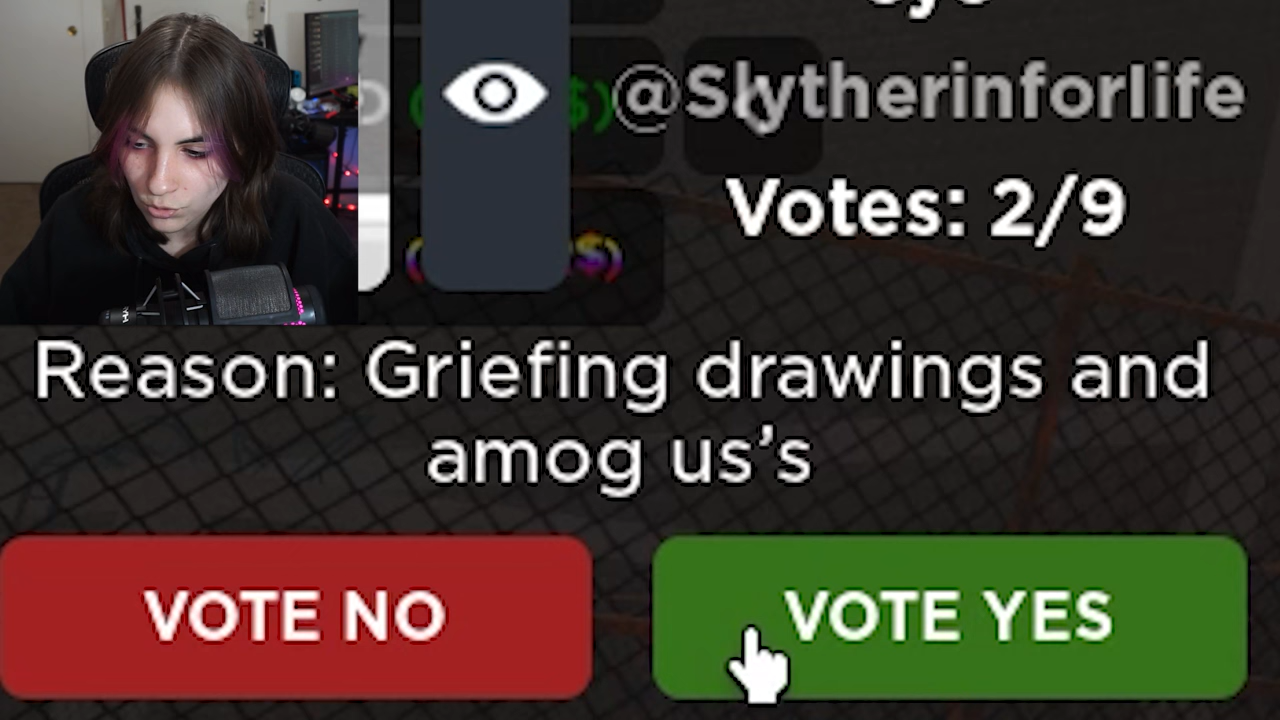 @Slytherinforlife
Votes: 2/9
Reason: Griefing drawings and
amog us’s
VOTE NO
VOTE YES